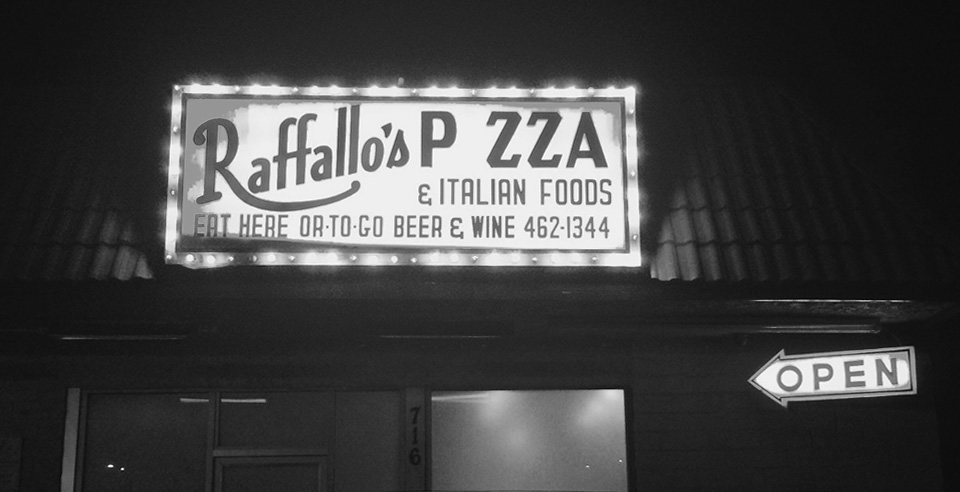 Raffallo's P ZZA
& ITALIAN FOODS
EAT HERE OR·TO·GO BEER & WINE 462-1344
OPEN
716